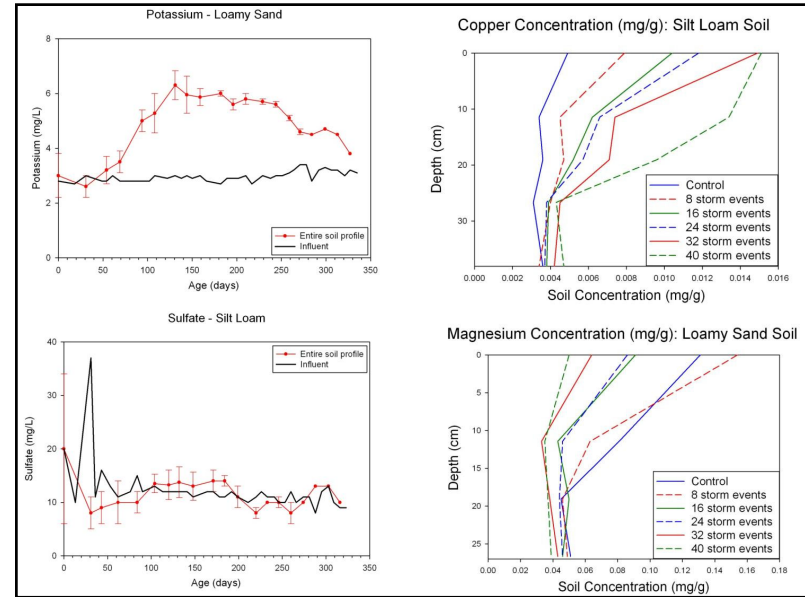 Potassium - Loamy Sand
8
6
4
2
0
Potassium (mg/L)
0 50 100 150 200 250 300 350
Age (days)
Entire soil profile
Influent
Copper Concentration (mg/g): Silt Loam Soil
0
10
20
30
Depth (cm)
Control
8 storm events
16 storm events
24 storm events
32 storm events
40 storm events
0.000 0.002 0.004 0.006 0.008 0.010 0.012 0.014 0.016
Soil Concentration (mg/g)
Sulfate - Silt Loam
40
30
20
10
0
Sulfate (mg/L)
Entire soil profile
Influent
0 50 100 150 200 250 300 350
Age (days)
Magnesium Concentration (mg/g): Loamy Sand Soil
0
5
10
15
20
25
Depth (cm)
Control
8 storm events
16 storm events
24 storm events
32 storm events
40 storm events
0.00 0.02 0.04 0.06 0.08 0.10 0.12 0.14 0.16 0.18
Soil Concentration (mg/g)